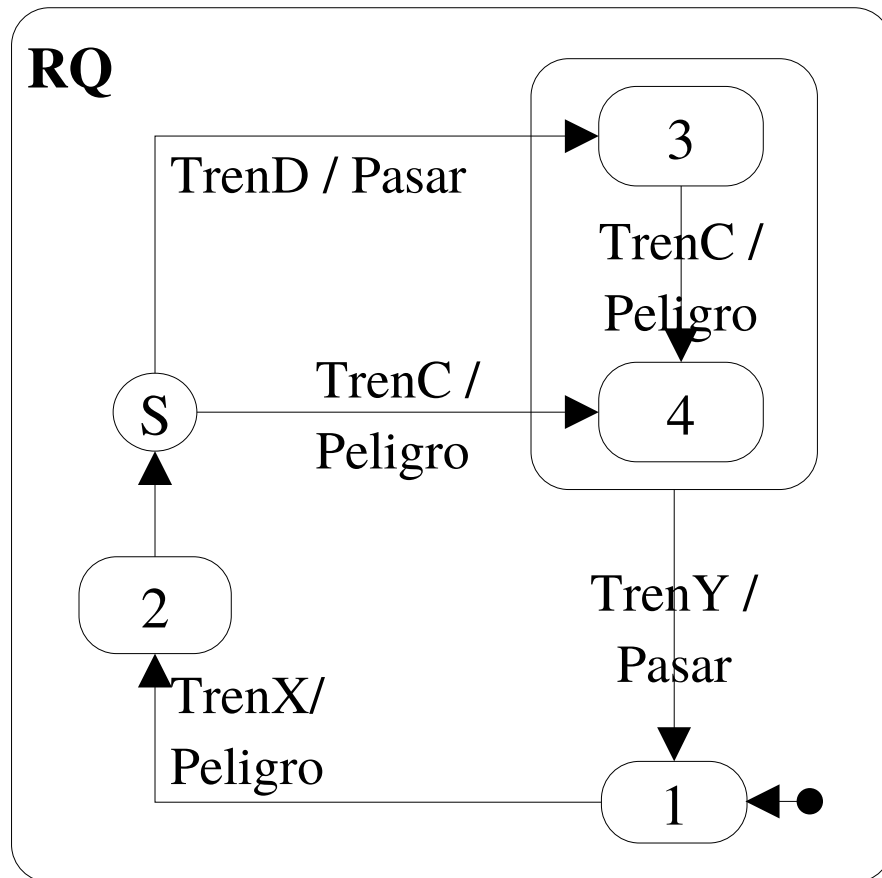 RQ
3
TrenD / Pasar
TrenC /
Peligro
TrenC /
Peligro
S
4
2
TrenY /
Pasar
TrenX/
Peligro
1